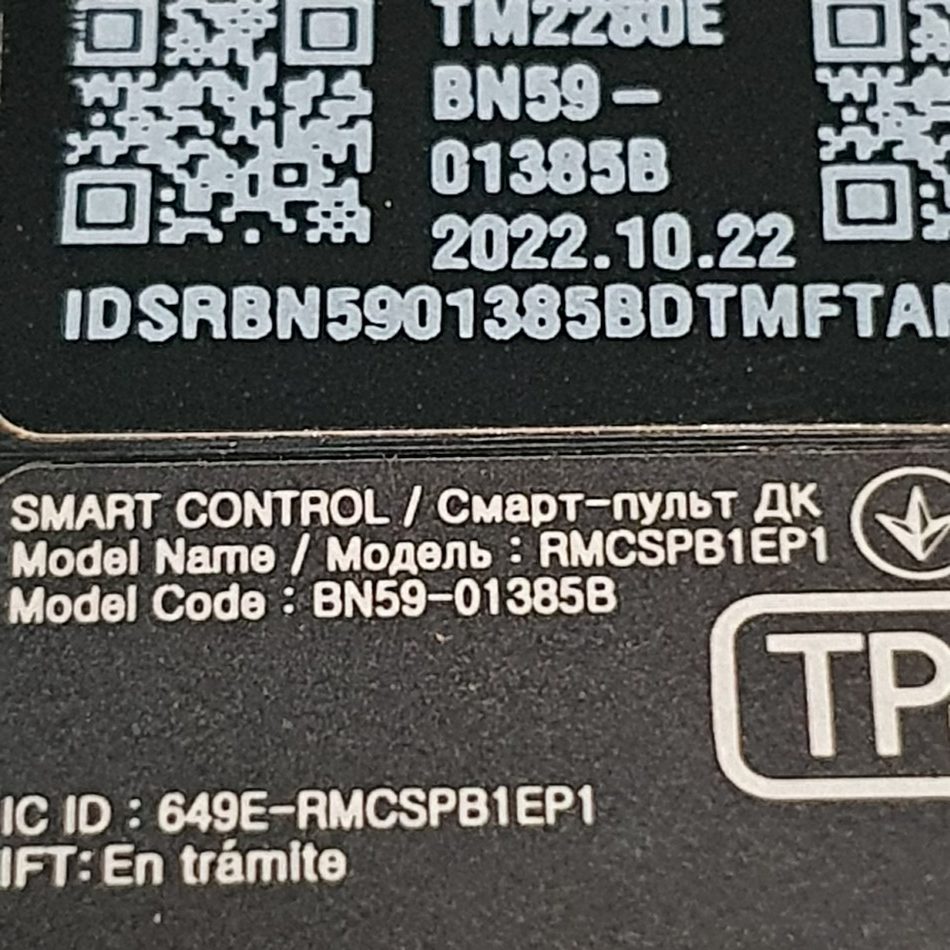 TM2280E
BN59-
01385B
2022.10.22
IDSRBN5901385BDTMFTA
SMART CONTROL / Смарт-пульт ДК
Model Name / Модель : RMCSPB1EP1
Model Code : BN59-01385B
TP
IC ID : 649E-RMCSPB1EP1
IFT: En trámite